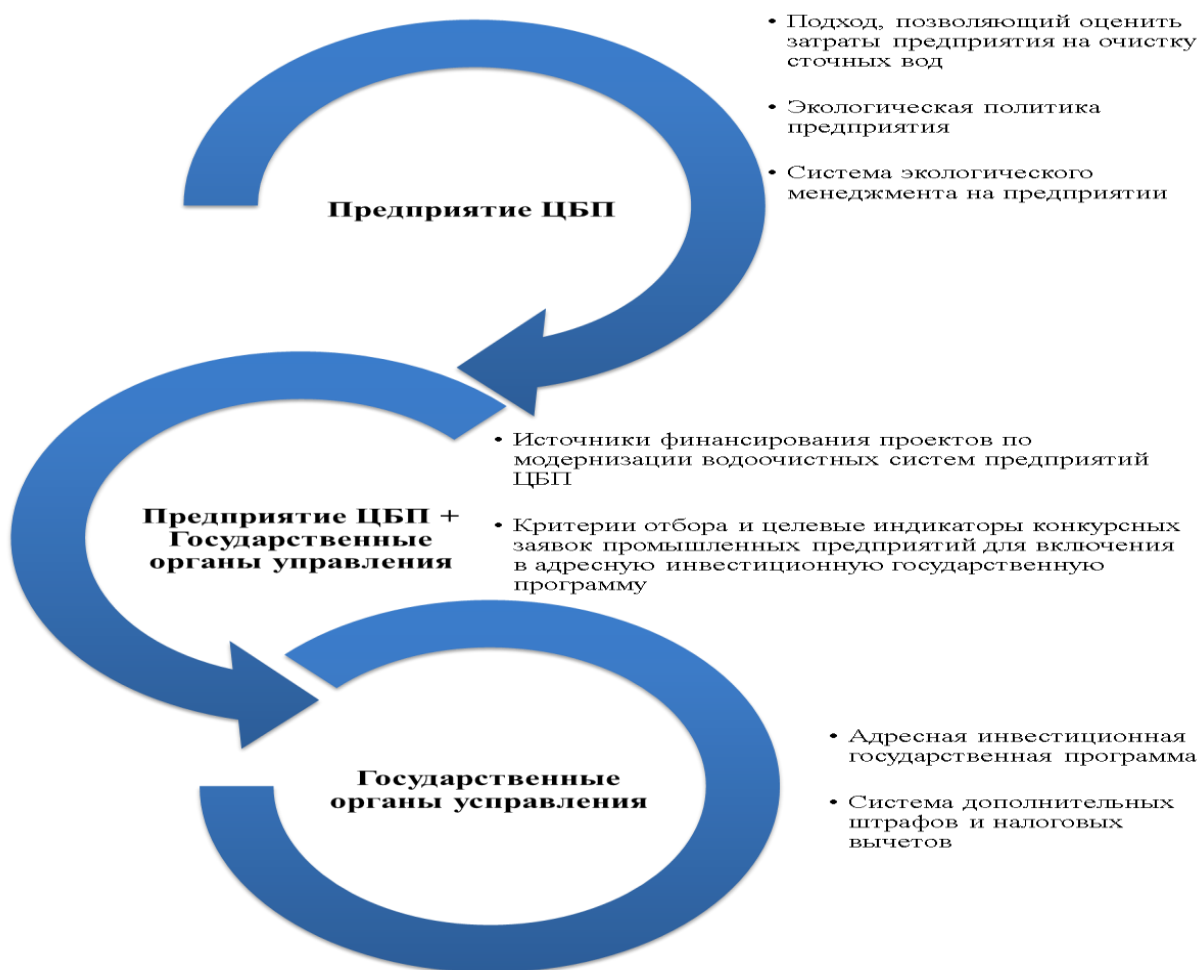 • Подход, позволяющий оценить
затраты предприятия на очистку
сточных вод
• Экологическая политика
предприятия
• Система экологического
менеджмента на предприятии
Предприятие ЦБП
• Источники финансирования проектов по
модернизации водоочистных систем предприятий
ЦБП
• Критерии отбора и целевые индикаторы конкурсных
заявок промышленных предприятий для включения
в адресную инвестиционную государственную
программу
Предприятие ЦБП +
Государственные
органы управления
• Адресная инвестиционная
государственная программа
• Система дополнительных
штрафов и налоговых
вычетов
Государственные
органы усправления